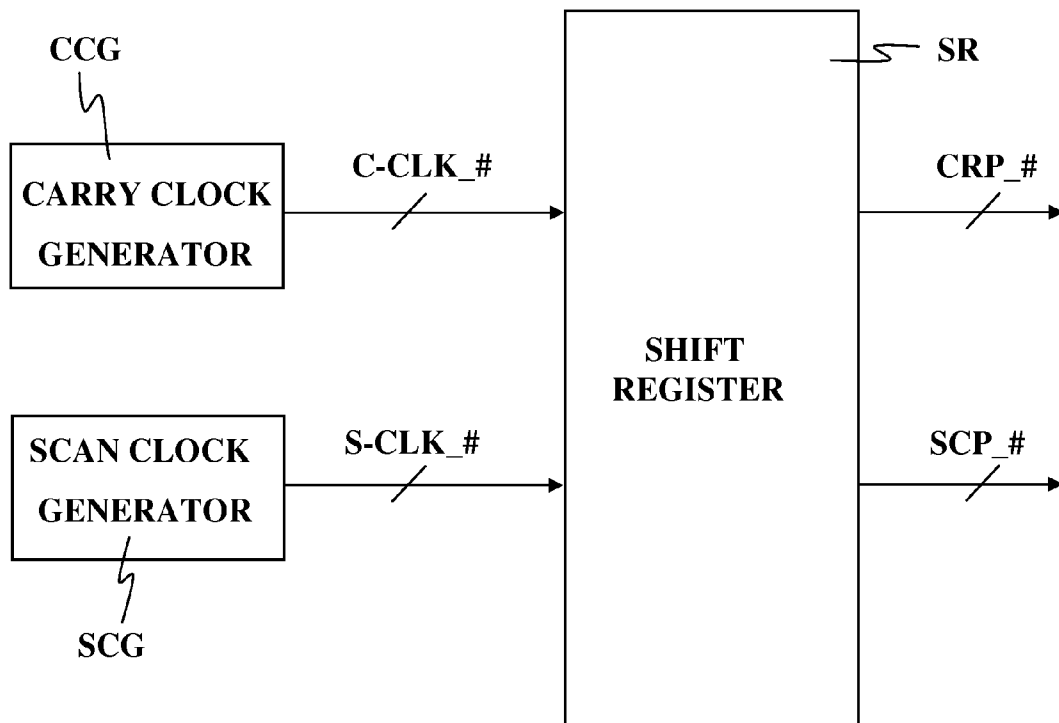 CCG
SR
C-CLK_#
CRP_#
CARRY CLOCK
GENERATOR
SHIFT
REGISTER
S-CLK_#
SCP_#
SCAN CLOCK
GENERATOR
SCG